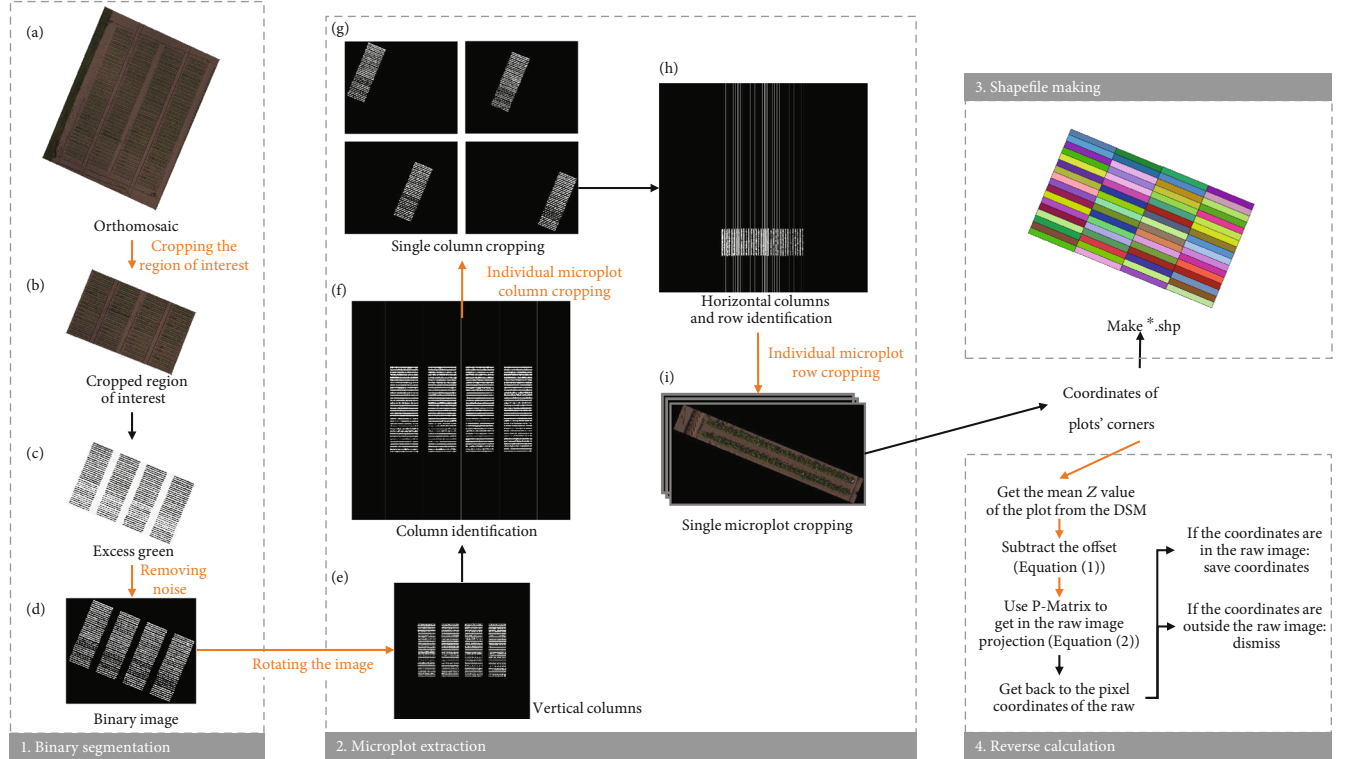 (a)
Orthomosaic
Cropping the
region of interest
(b)
Cropped region
of interest
(c)
Excess green
Removing
noise
(d)
Binary image
1. Binary segmentation
Rotating the image
(e)
Vertical columns
(f)
Column identification
Individual microplot
column cropping
(g)
Single column cropping
(h)
Horizontal columns
and row identification
Individual microplot
row cropping
(i)
Single microplot cropping
2. Microplot extraction
3. Shapefile making
Make *.shp
Coordinates of
plots’ corners
Get the mean Z value
of the plot from the DSM
Subtract the offset
(Equation (1))
Use P-Matrix to
get in the raw image
projection (Equation (2))
Get back to the pixel
coordinates of the raw
If the coordinates are
in the raw image:
save coordinates
If the coordinates are
outside the raw image:
dismiss
4. Reverse calculation